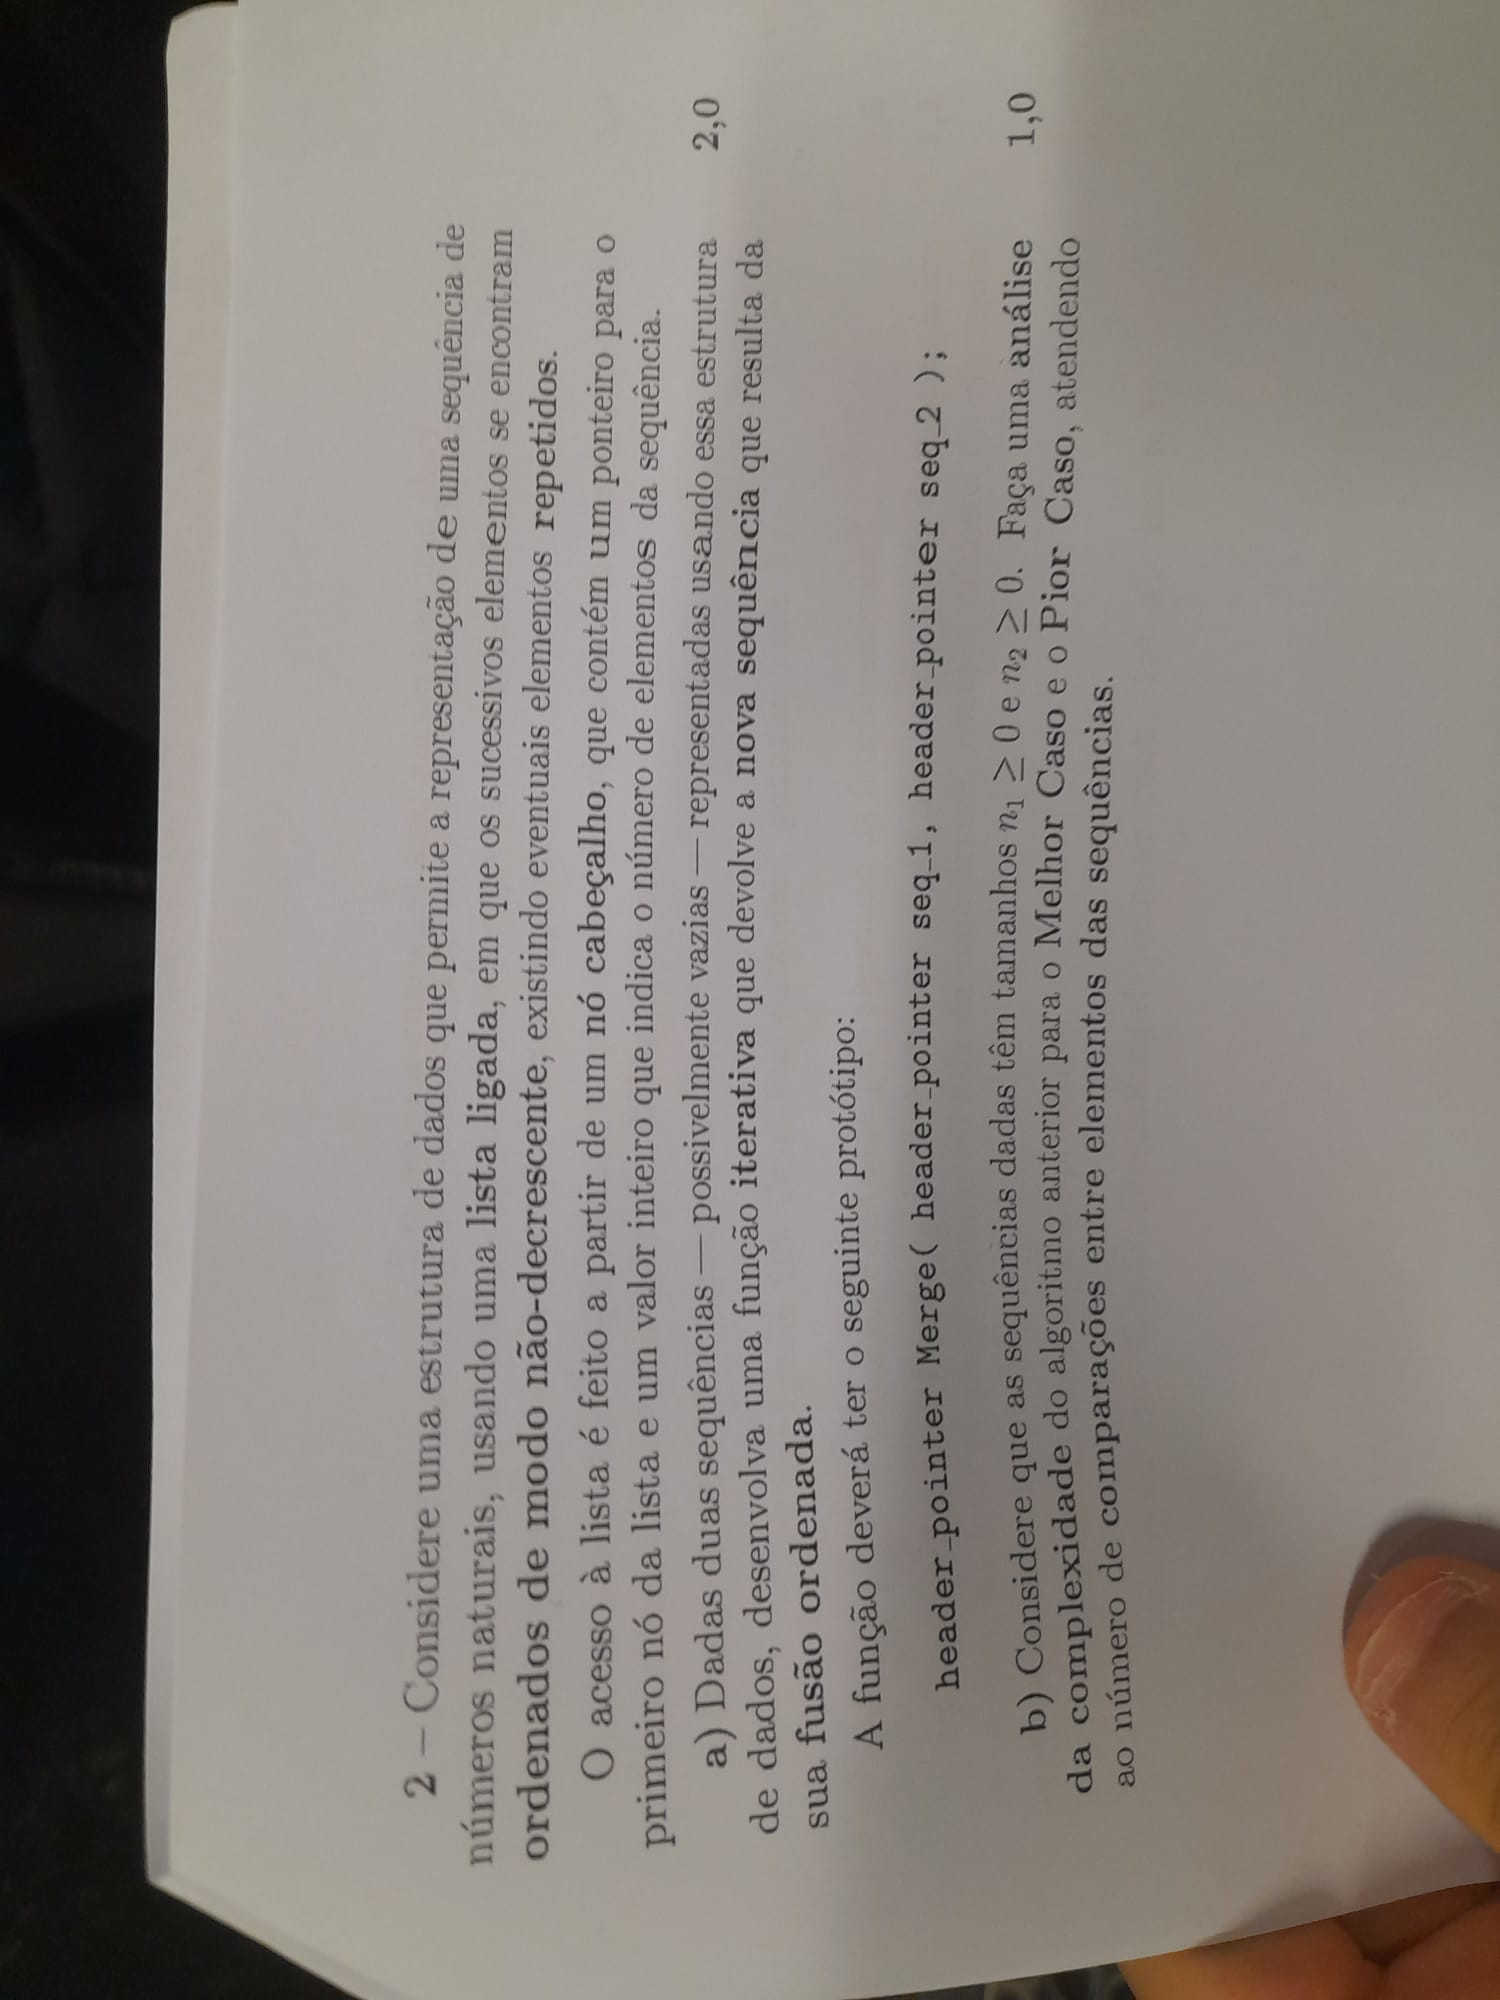 2 – Considere uma estrutura de dados que permite a representação de uma sequência de
números naturais, usando uma lista ligada, em que os sucessivos elementos se encontram
ordenados de modo não-decrescente, existindo eventuais elementos repetidos.
O acesso à lista é feito a partir de um nó cabeçalho, que contém um ponteiro para o
primeiro nó da lista e um valor inteiro que indica o número de elementos da sequência.
a) Dadas duas sequências — possivelmente vazias — representadas usando essa estrutura 2,0
de dados, desenvolva uma função iterativa que devolve a nova sequência que resulta da
sua fusão ordenada.
A função deverá ter o seguinte protótipo:
header_pointer Merge( header_pointer seq_1, header_pointer seq_2 );
b) Considere que as sequências dadas têm tamanhos n₁ ≥ 0 e n₂ ≥ 0. Faça uma análise 1,0
da complexidade do algoritmo anterior para o Melhor Caso e o Pior Caso, atendendo
ao número de comparações entre elementos das sequências.